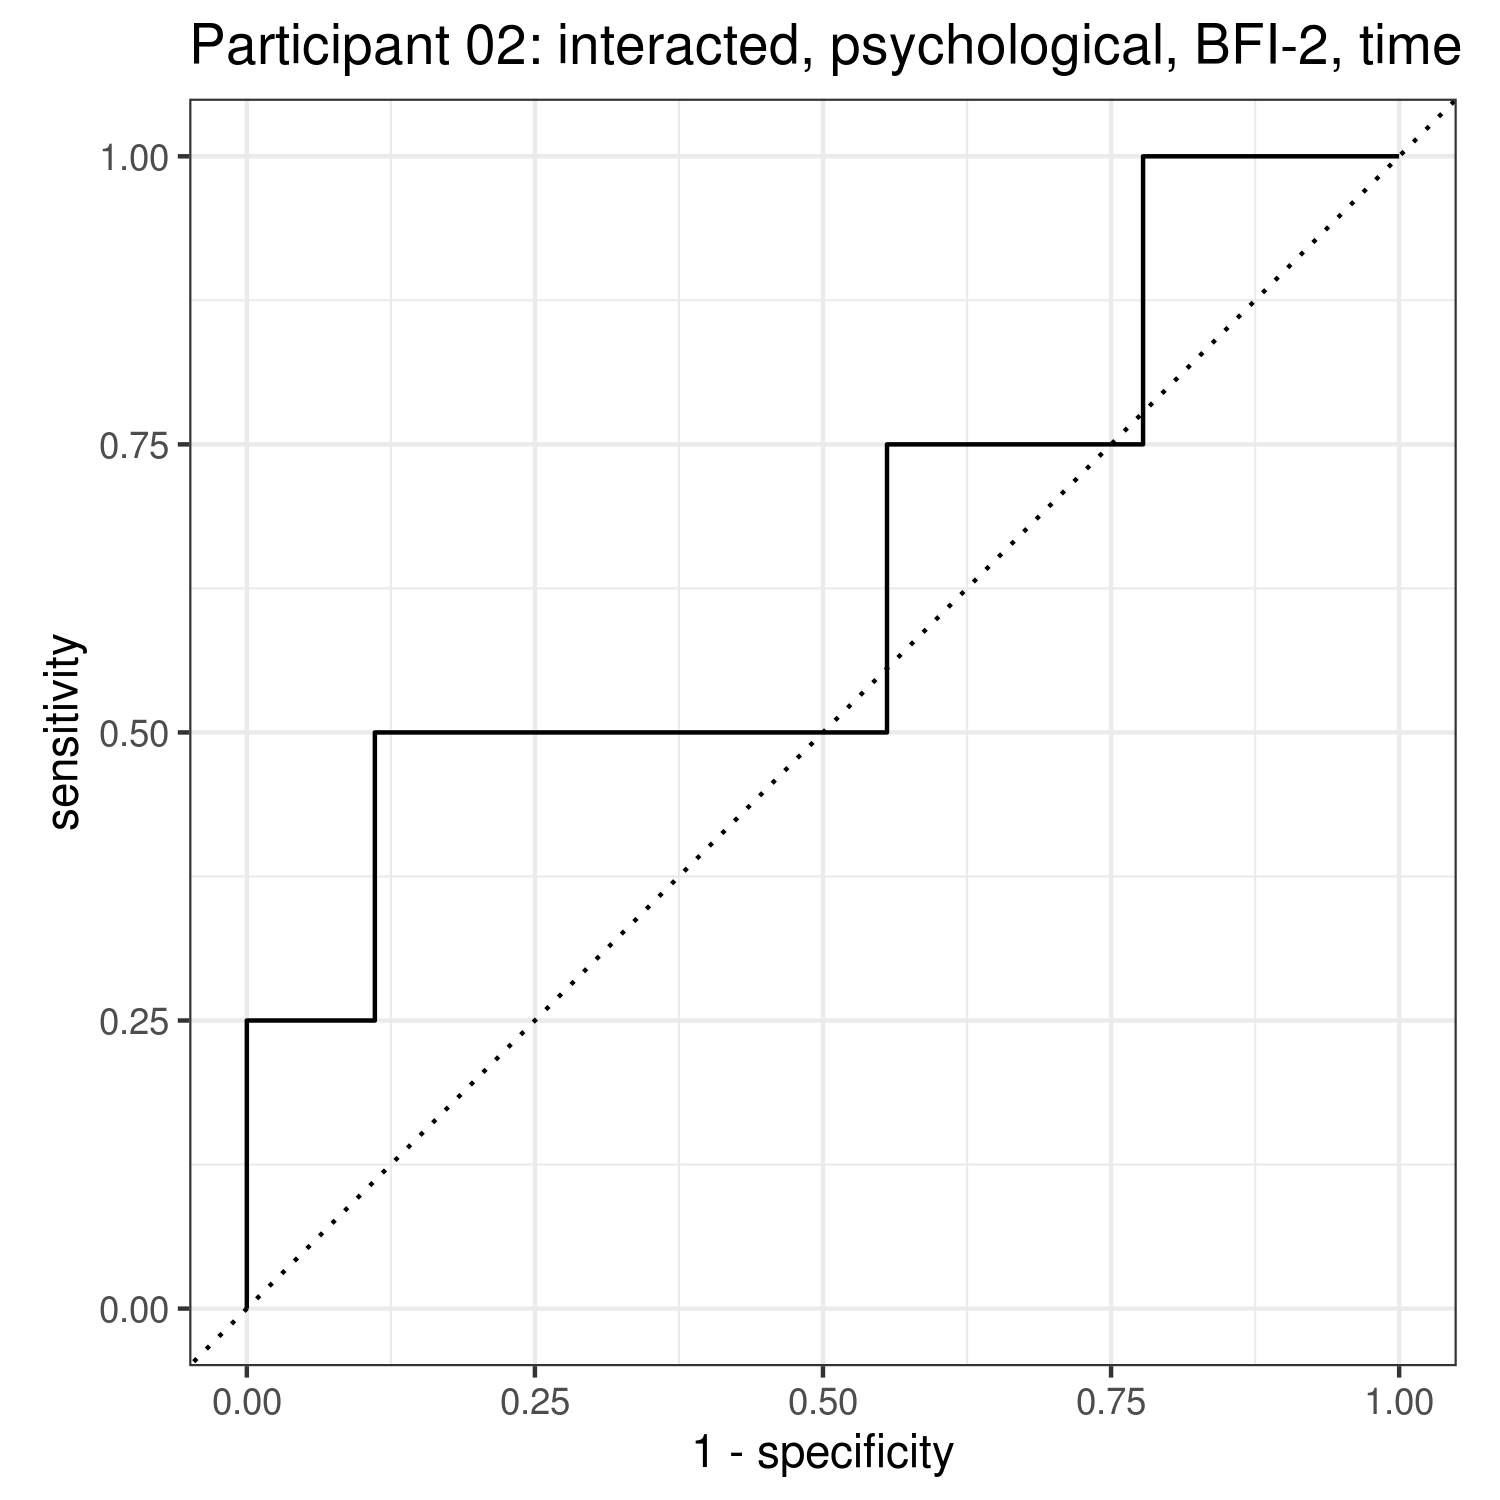 Participant 02: interacted, psychological, BFI-2, time
1.00
0.75
0.50
0.25
0.00
sensitivity
0.00 0.25 0.50 0.75 1.00
1 - specificity